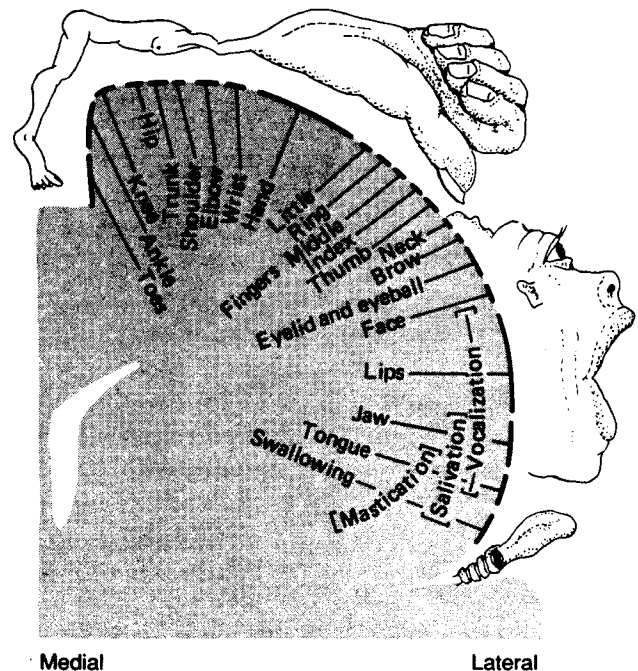 Toes
Ankle
Knee
Hip
Trunk
Shoulder
Elbow
Wrist
Hand
Little
Ring
Middle
Index
Thumb
Fingers
Neck
Brow
Eyelid and eyeball
Face
Lips
Jaw
Tongue
Swallowing
[Mastication]
[Salivation]
[Vocalization]
Medial
Lateral